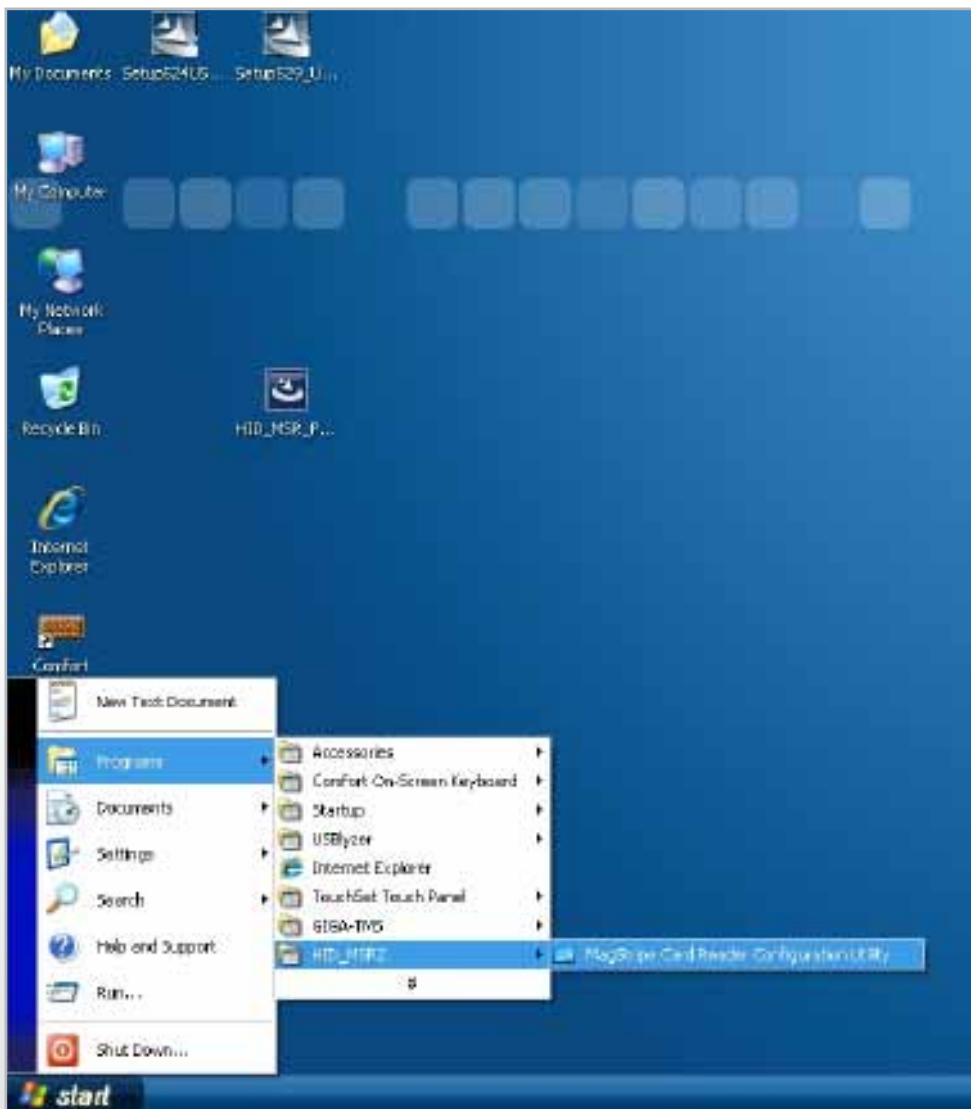 My Documents
Setup624US...
Setup629_U...
My Computer
My Network
Places
Recycle Bin
HID_MSR_P...
Internet
Explorer
Comfort
New Text Document
Programs
Documents
Settings
Search
Help and Support
Run...
Shut Down...
Accessories
Comfort On-Screen Keyboard
Startup
USBlyzer
Internet Explorer
TouchSet Touch Panel
GIGA-TMS
HID_MSRZ
MagStripe Card Reader Configuration Utility
start